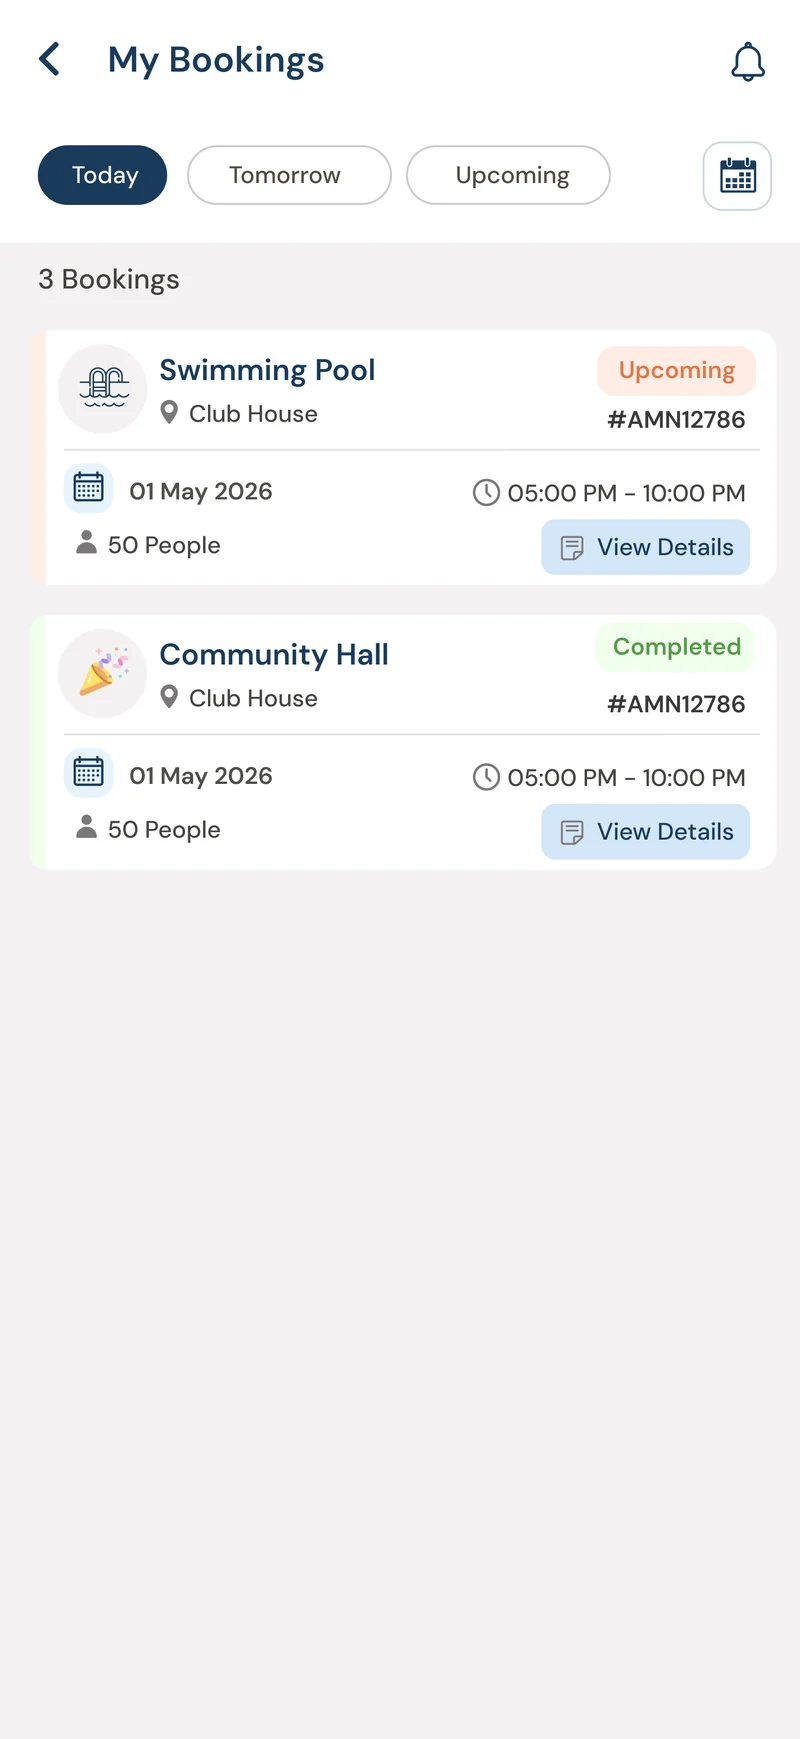 My Bookings
Today
Tomorrow
Upcoming
3 Bookings
Swimming Pool
Upcoming
Club House
#AMN12786
01 May 2026
05:00 PM - 10:00 PM
50 People
View Details
Community Hall
Completed
Club House
#AMN12786
01 May 2026
05:00 PM - 10:00 PM
50 People
View Details